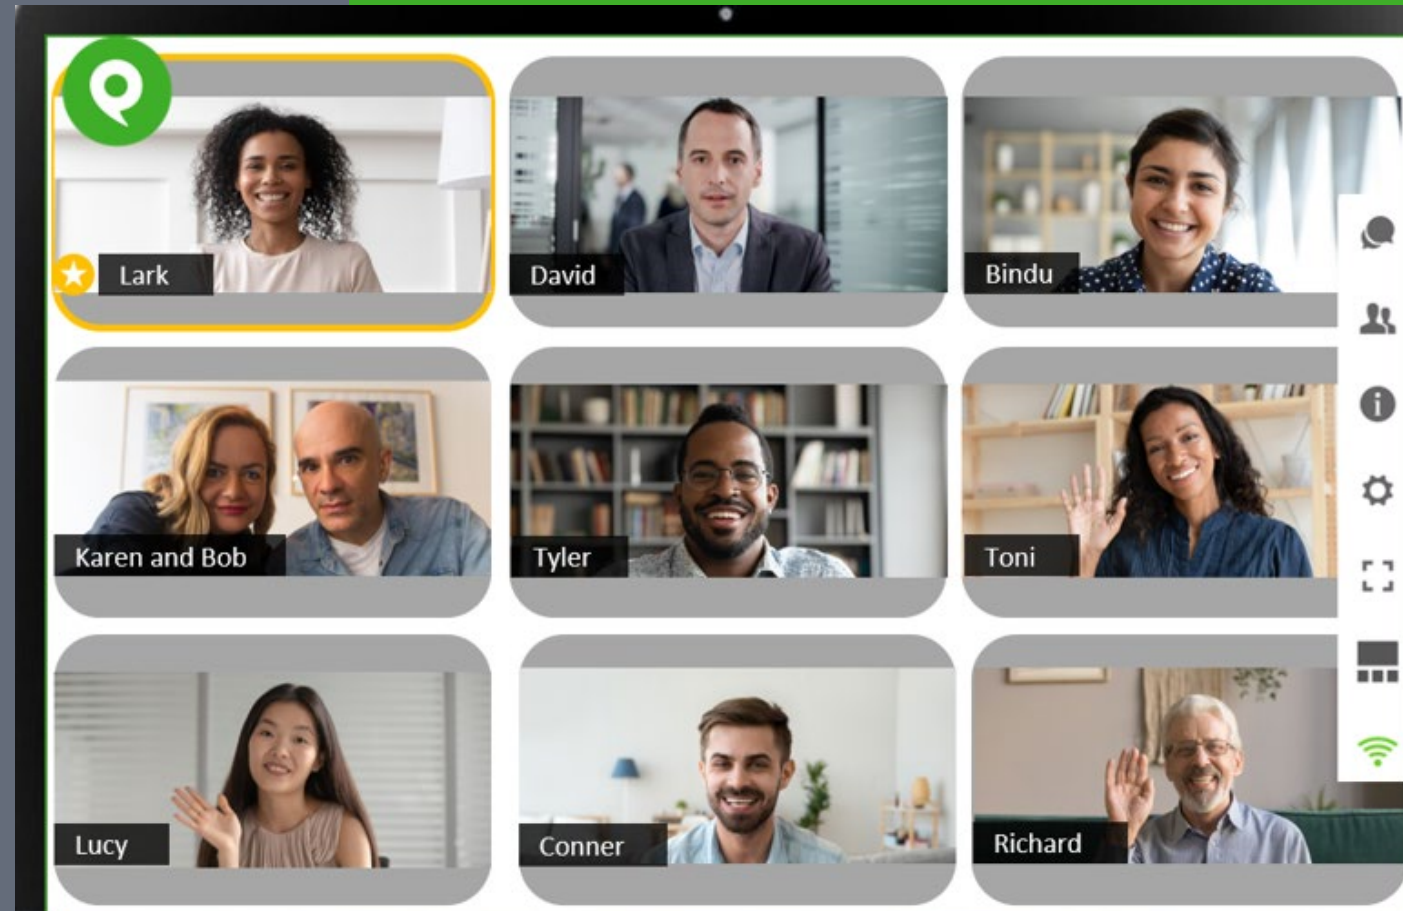 Lark
David
Bindu
Karen and Bob
Tyler
Toni
Lucy
Conner
Richard